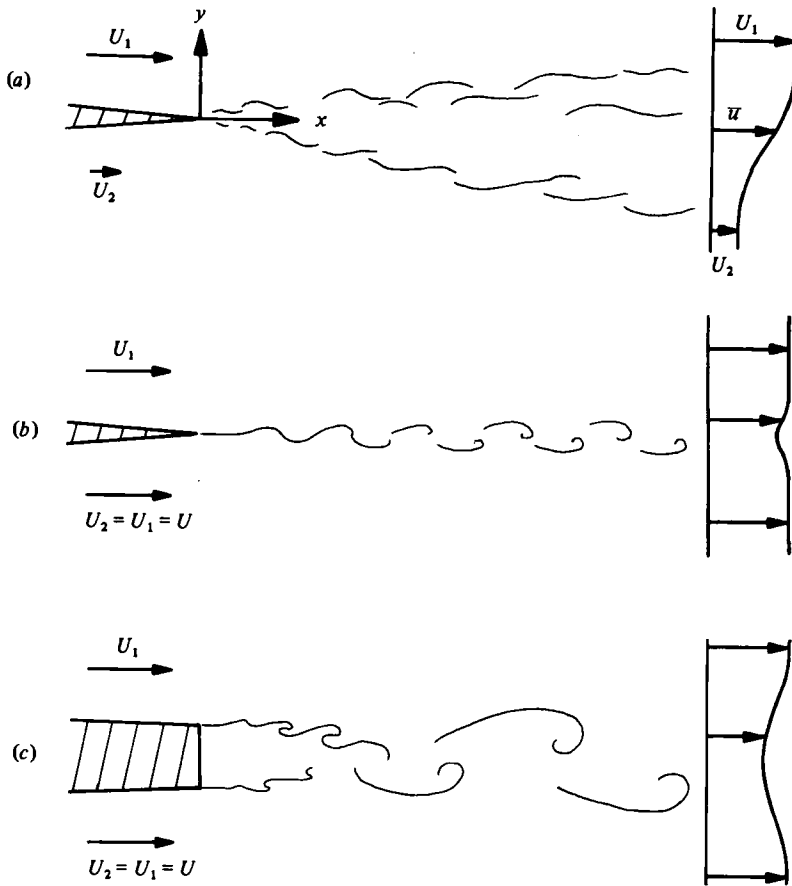 y
U₁
U₁
(a)
x
u̅
U₂
U₂
U₁
(b)
U₂ = U₁ = U
U₁
(c)
U₂ = U₁ = U